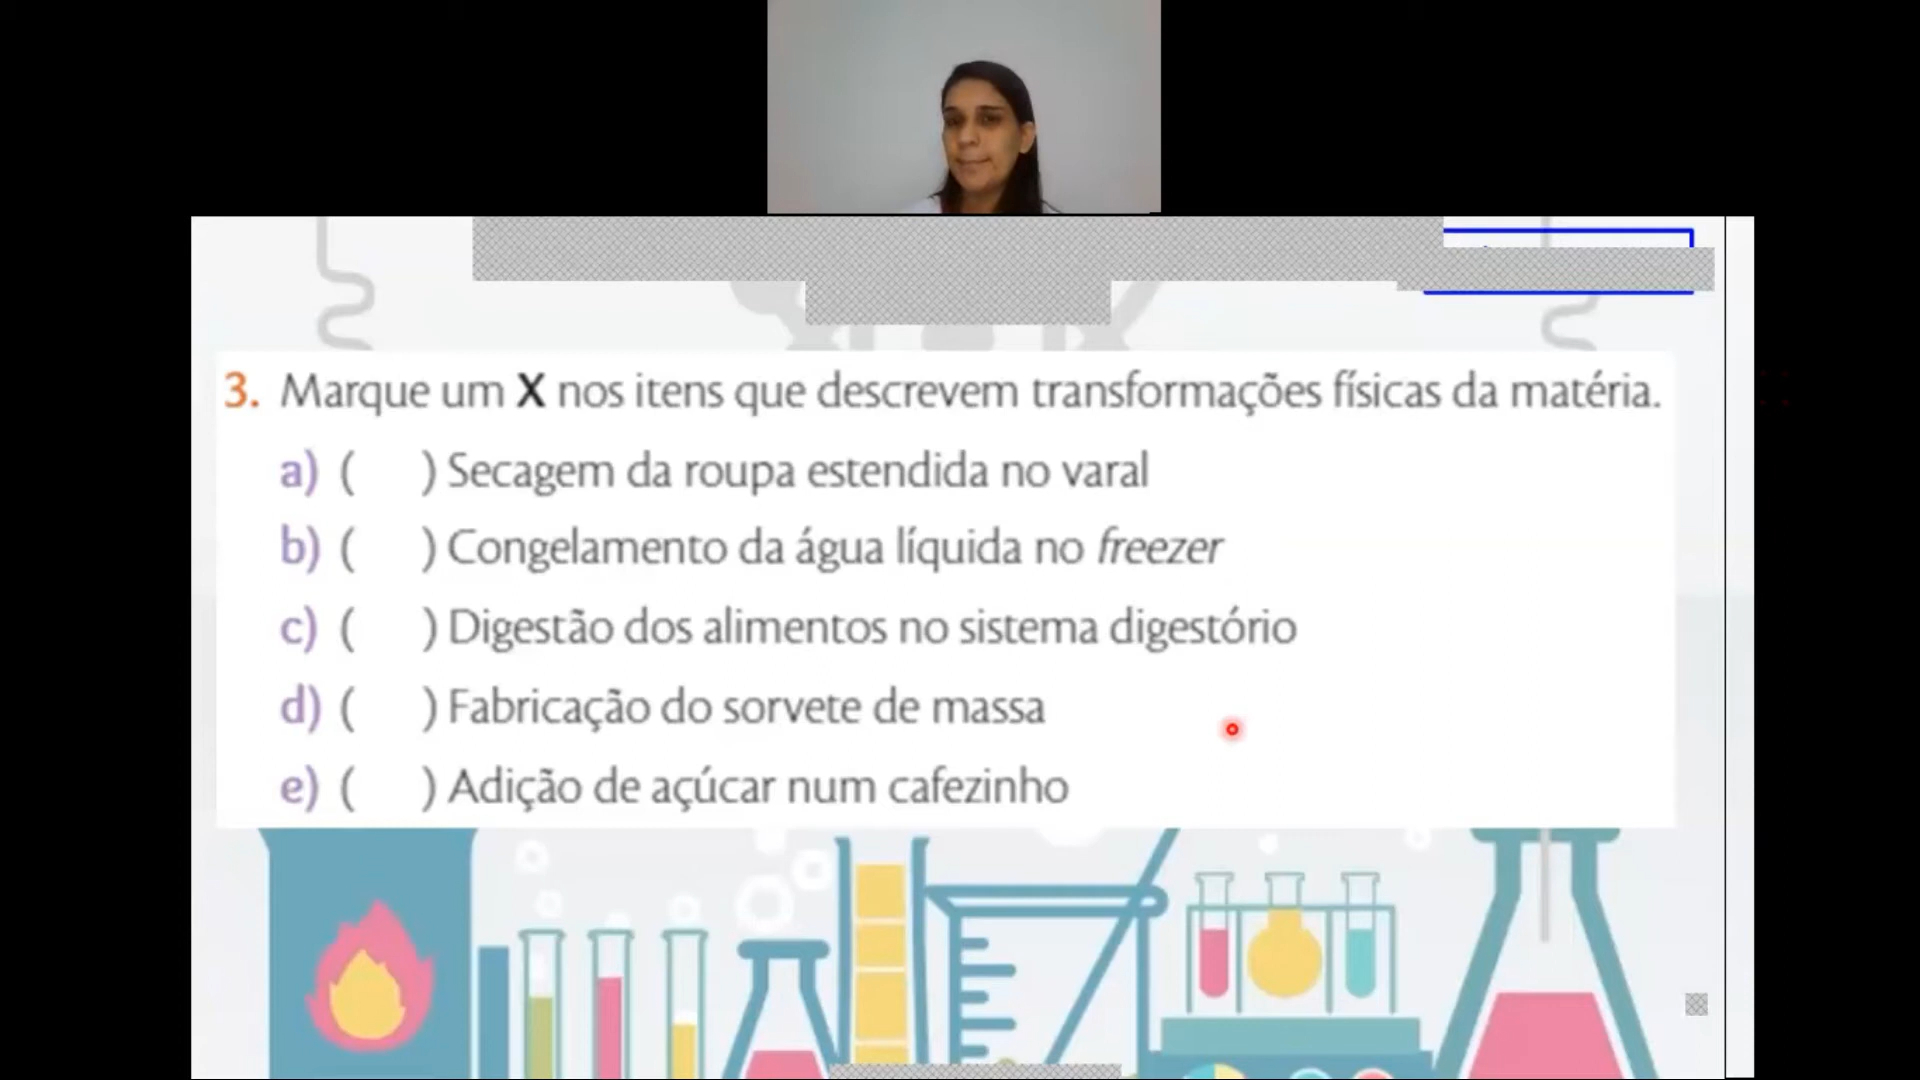 3. Marque um X nos itens que descrevem transformações físicas da matéria.
a) (    ) Secagem da roupa estendida no varal
b) (    ) Congelamento da água líquida no freezer
c) (    ) Digestão dos alimentos no sistema digestório
d) (    ) Fabricação do sorvete de massa
e) (    ) Adição de açúcar num cafezinho